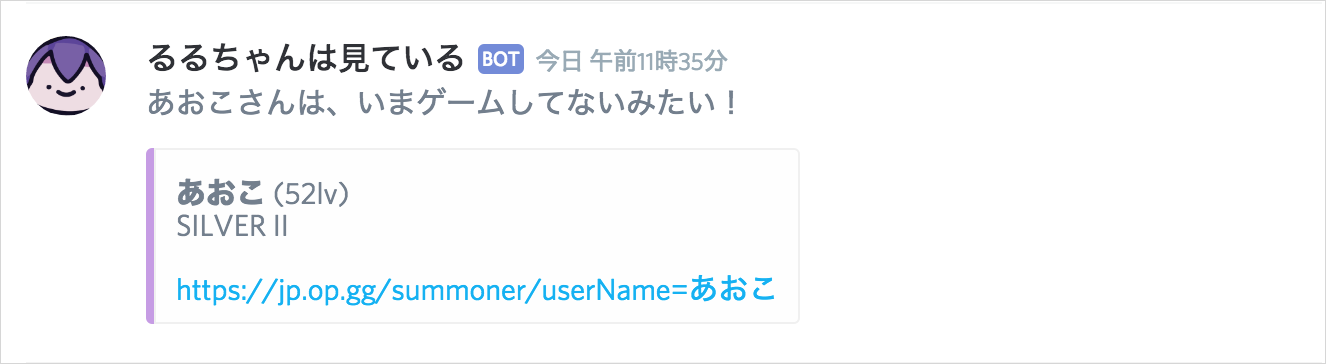 るるちゃんは見ている BOT 今日 午前11時35分
あおこさんは、いまゲームしてないみたい！
あおこ (52lv)
SILVER II
https://jp.op.gg/summoner/userName=あおこ